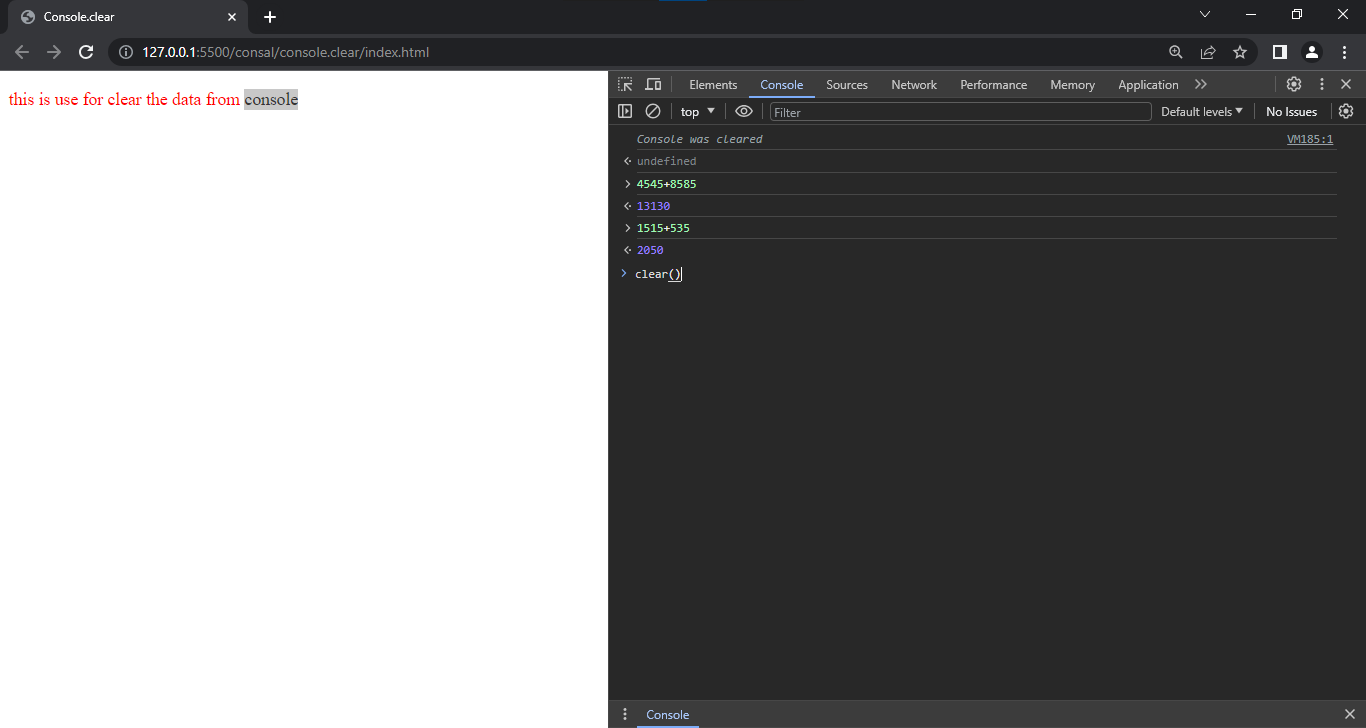 Console.clear
127.0.0.1:5500/consal/console.clear/index.html
this is use for clear the data from console
Elements Console Sources Network Performance Memory Application
top Filter Default levels No Issues
Console was cleared VM185:1
undefined
4545+8585
13130
1515+535
2050
clear()
Console